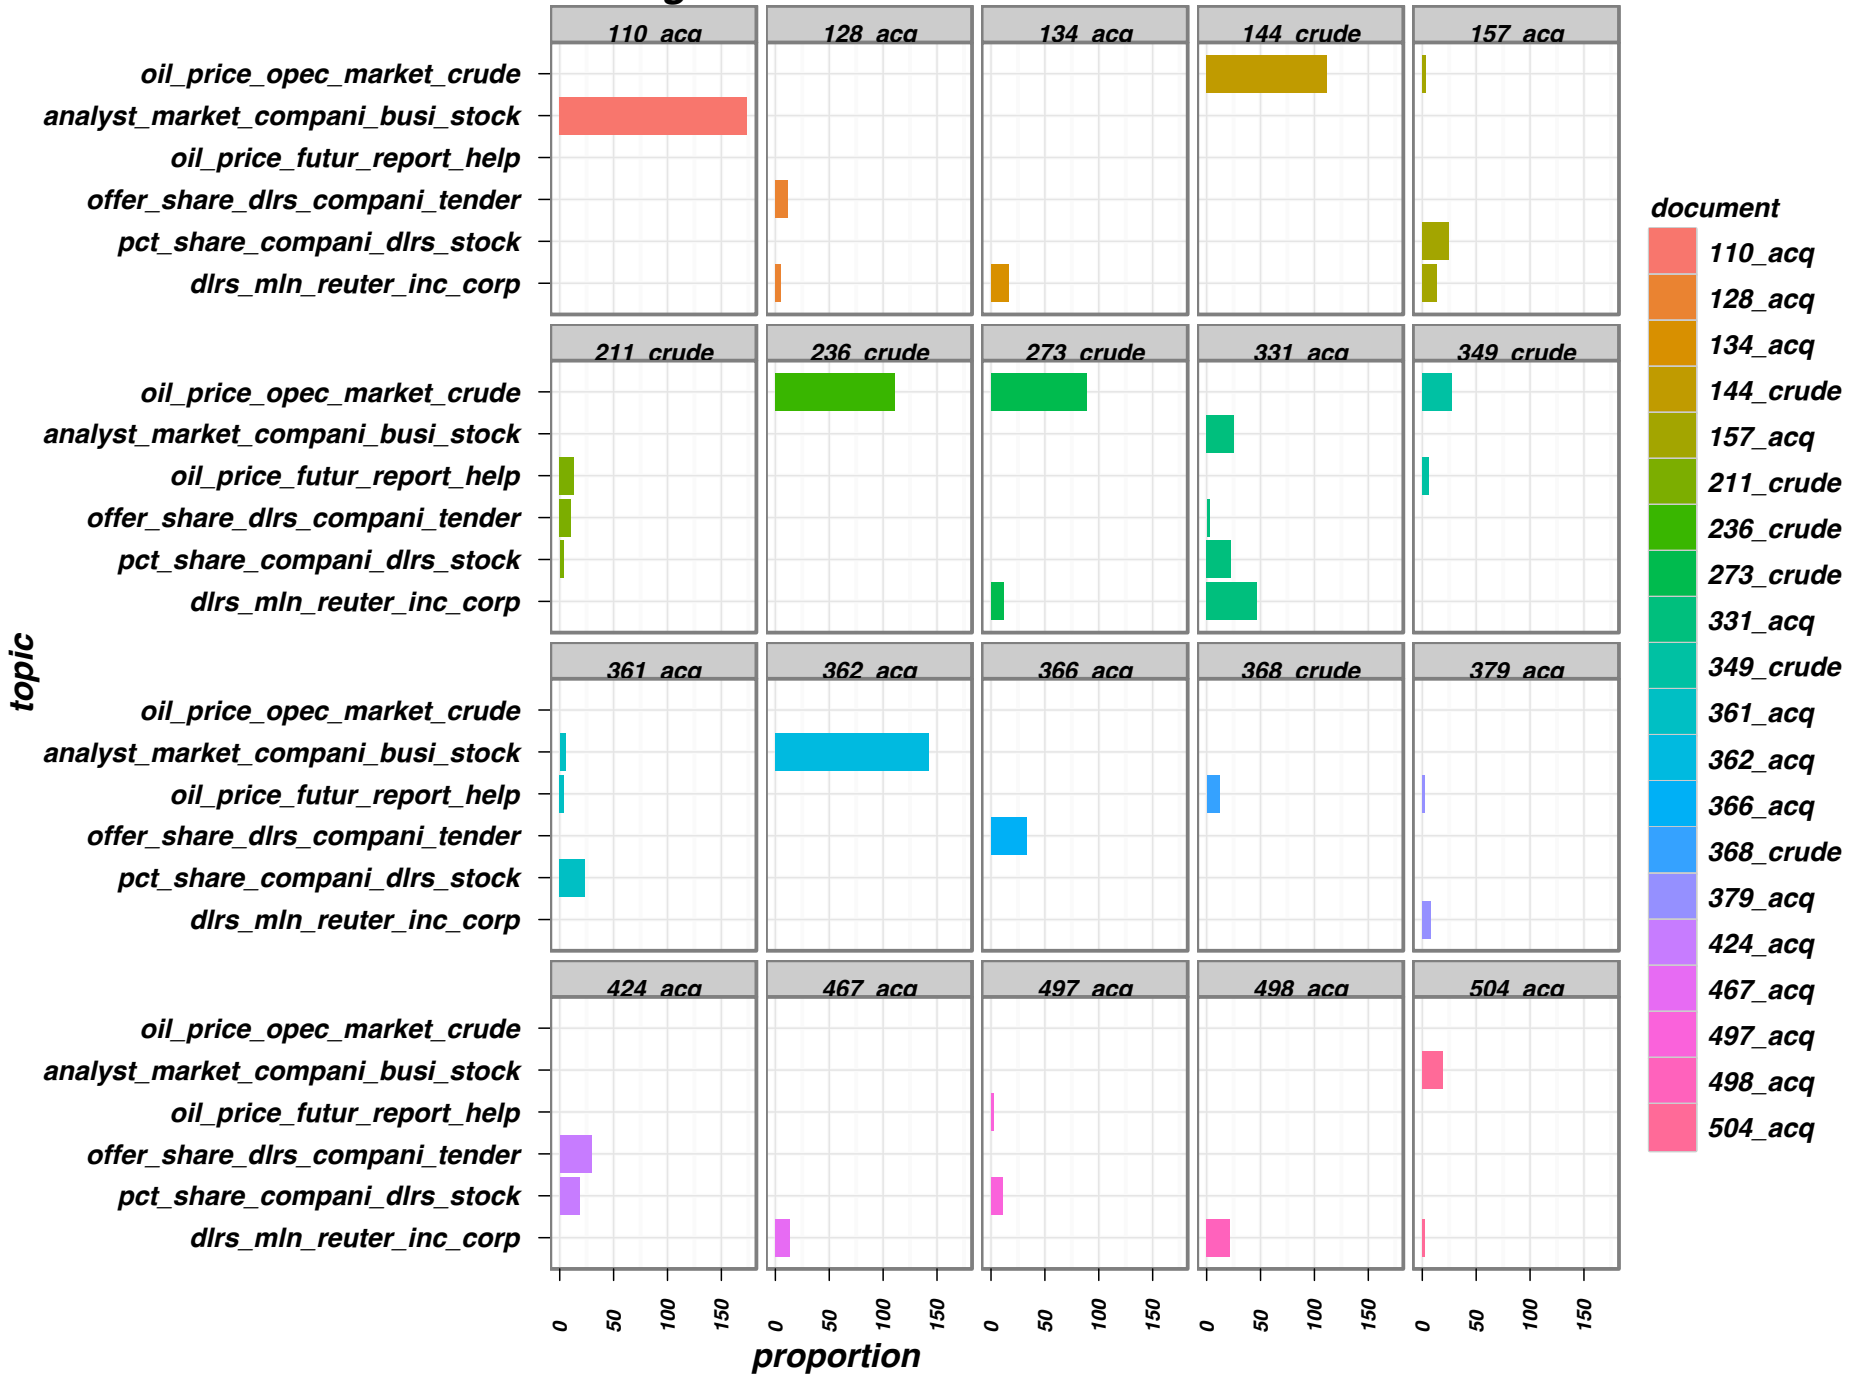 110_acq 128_acq 134_acq 144_crude 157_acq
oil_price_opec_market_crude
analyst_market_compani_busi_stock
oil_price_futur_report_help
offer_share_dlrs_compani_tender
pct_share_compani_dlrs_stock
dlrs_mln_reuter_inc_corp
211_crude 236_crude 273_crude 331_acq 349_crude
oil_price_opec_market_crude
analyst_market_compani_busi_stock
oil_price_futur_report_help
offer_share_dlrs_compani_tender
pct_share_compani_dlrs_stock
dlrs_mln_reuter_inc_corp
topic
361_acq 362_acq 366_acq 368_crude 379_acq
oil_price_opec_market_crude
analyst_market_compani_busi_stock
oil_price_futur_report_help
offer_share_dlrs_compani_tender
pct_share_compani_dlrs_stock
dlrs_mln_reuter_inc_corp
424_acq 467_acq 497_acq 498_acq 504_acq
oil_price_opec_market_crude
analyst_market_compani_busi_stock
oil_price_futur_report_help
offer_share_dlrs_compani_tender
pct_share_compani_dlrs_stock
dlrs_mln_reuter_inc_corp
0 50 100 150 0 50 100 150 0 50 100 150 0 50 100 150 0 50 100 150
proportion
document
110_acq
128_acq
134_acq
144_crude
157_acq
211_crude
236_crude
273_crude
331_acq
349_crude
361_acq
362_acq
366_acq
368_crude
379_acq
424_acq
467_acq
497_acq
498_acq
504_acq